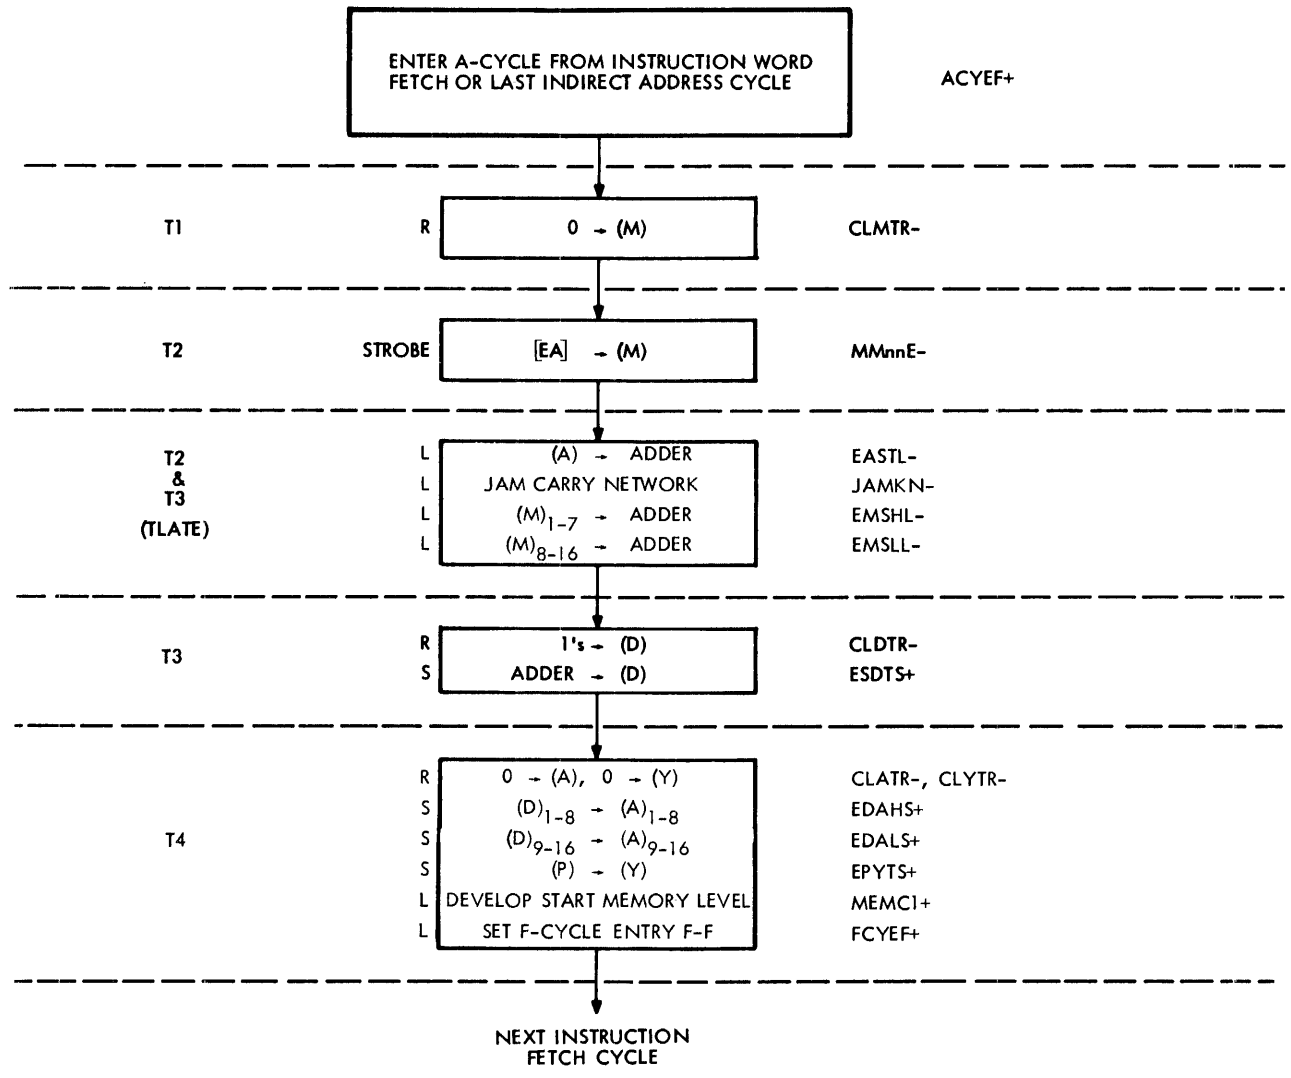 ENTER A-CYCLE FROM INSTRUCTION WORD
FETCH OR LAST INDIRECT ADDRESS CYCLE
ACYEF+
T1 R 0 → (M) CLMTR-
T2 STROBE [EA] → (M) MMnnE-
T2
&
T3
(TLATE)
L (A) → ADDER EASTL-
L JAM CARRY NETWORK JAMKN-
L (M)1-7 → ADDER EMSHL-
L (M)8-16 → ADDER EMSLL-
T3
R 1's → (D) CLDTR-
S ADDER → (D) ESDTS+
T4
R 0 → (A), 0 → (Y) CLATR-, CLYTR-
S (D)1-8 → (A)1-8 EDAHS+
S (D)9-16 → (A)9-16 EDALS+
S (P) → (Y) EPYTS+
L DEVELOP START MEMORY LEVEL MEMC1+
L SET F-CYCLE ENTRY F-F FCYEF+
NEXT INSTRUCTION
FETCH CYCLE